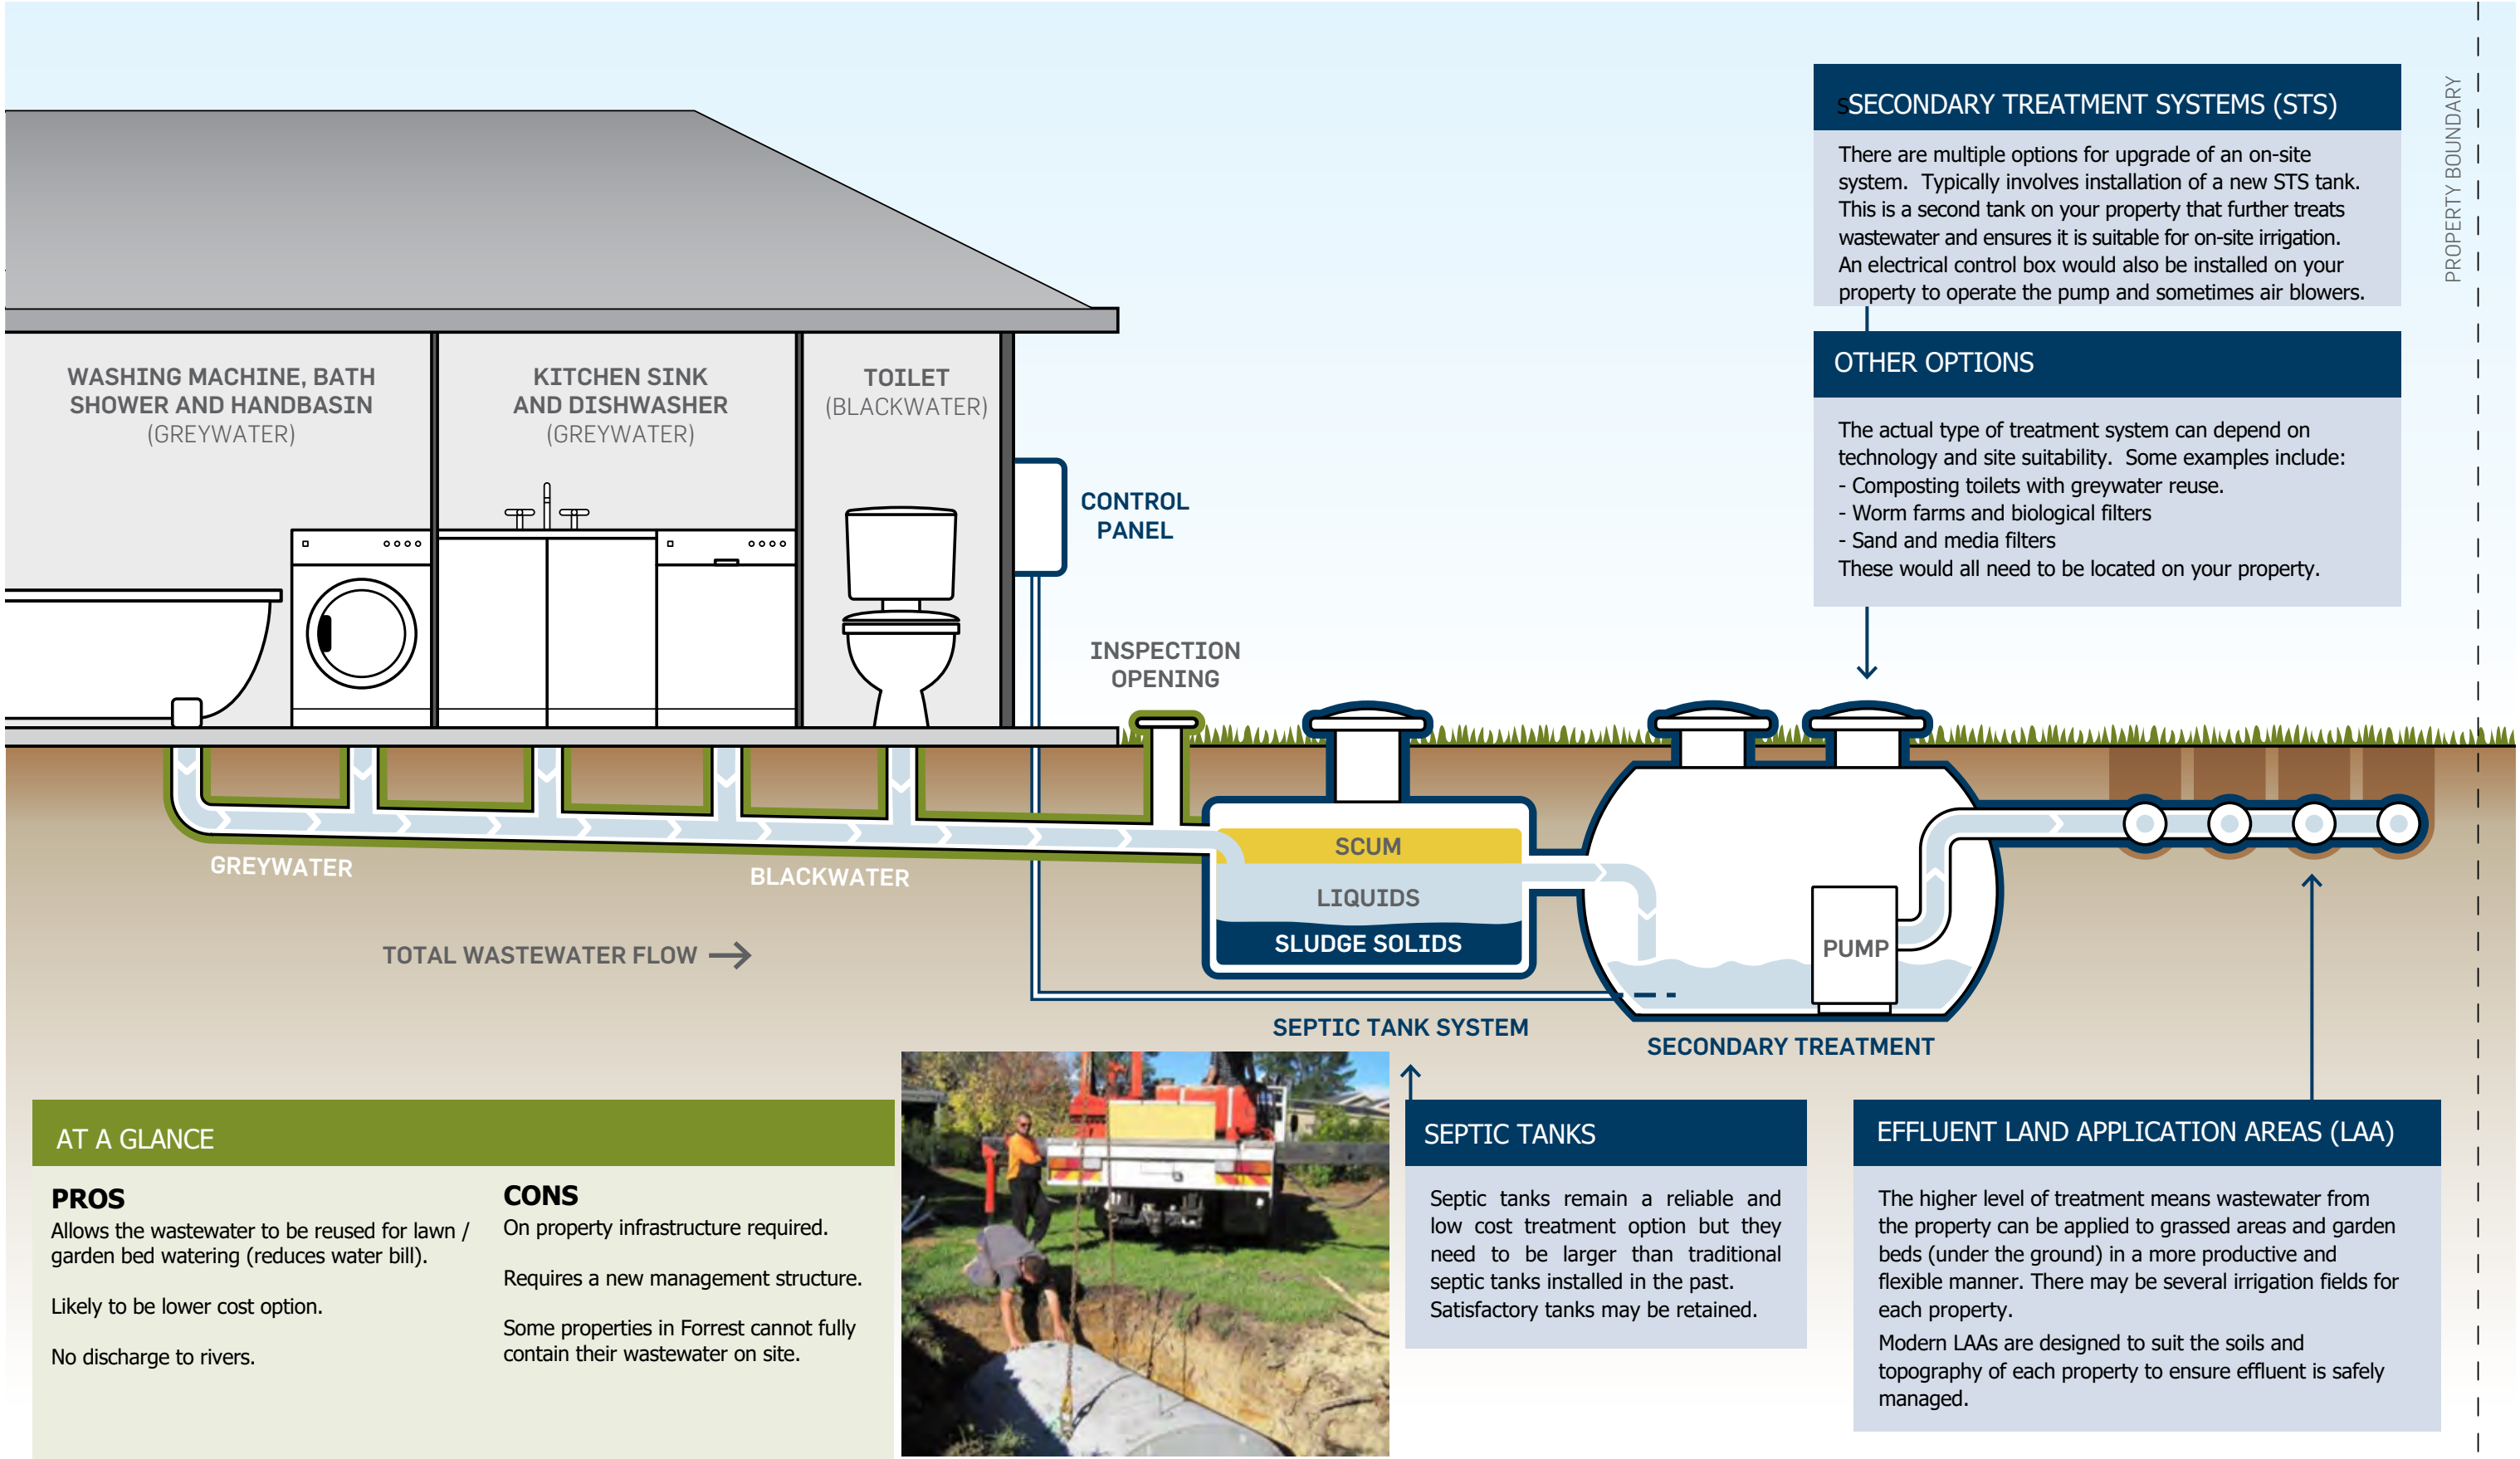 sSECONDARY TREATMENT SYSTEMS (STS)
There are multiple options for upgrade of an on-site
system. Typically involves installation of a new STS tank.
This is a second tank on your property that further treats
wastewater and ensures it is suitable for on-site irrigation.
An electrical control box would also be installed on your
property to operate the pump and sometimes air blowers.
PROPERTY BOUNDARY
OTHER OPTIONS
The actual type of treatment system can depend on
technology and site suitability. Some examples include:
- Composting toilets with greywater reuse.
- Worm farms and biological filters
- Sand and media filters
These would all need to be located on your property.
WASHING MACHINE, BATH
SHOWER AND HANDBASIN
(GREYWATER)
KITCHEN SINK
AND DISHWASHER
(GREYWATER)
TOILET
(BLACKWATER)
CONTROL
PANEL
INSPECTION
OPENING
GREYWATER
BLACKWATER
TOTAL WASTEWATER FLOW
SCUM
LIQUIDS
SLUDGE SOLIDS
PUMP
SEPTIC TANK SYSTEM
SECONDARY TREATMENT
AT A GLANCE
PROS
Allows the wastewater to be reused for lawn /
garden bed watering (reduces water bill).
Likely to be lower cost option.
No discharge to rivers.
CONS
On property infrastructure required.
Requires a new management structure.
Some properties in Forrest cannot fully
contain their wastewater on site.
SEPTIC TANKS
Septic tanks remain a reliable and
low cost treatment option but they
need to be larger than traditional
septic tanks installed in the past.
Satisfactory tanks may be retained.
EFFLUENT LAND APPLICATION AREAS (LAA)
The higher level of treatment means wastewater from
the property can be applied to grassed areas and garden
beds (under the ground) in a more productive and
flexible manner. There may be several irrigation fields for
each property.
Modern LAAs are designed to suit the soils and
topography of each property to ensure effluent is safely
managed.